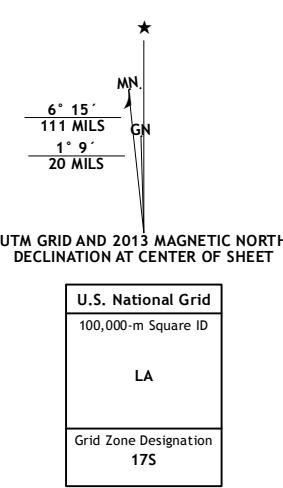 ★
MN.
6° 15´
111 MILS
GN
1° 9´
20 MILS
UTM GRID AND 2013 MAGNETIC NORTH
DECLINATION AT CENTER OF SHEET
U.S. National Grid
100,000-m Square ID
LA
Grid Zone Designation
17S